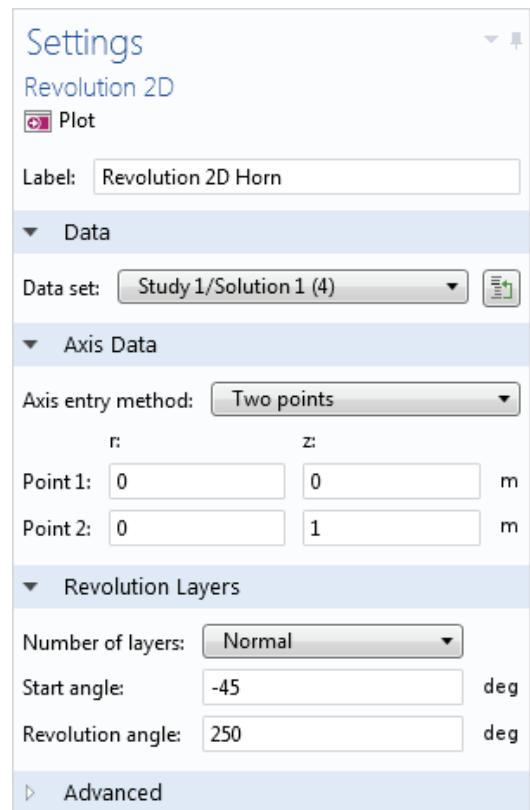 Settings
Revolution 2D
Plot
Label: Revolution 2D Horn
Data
Data set: Study 1/Solution 1 (4)
Axis Data
Axis entry method: Two points
r: z:
Point 1: 0 0 m
Point 2: 0 1 m
Revolution Layers
Number of layers: Normal
Start angle: -45 deg
Revolution angle: 250 deg
Advanced